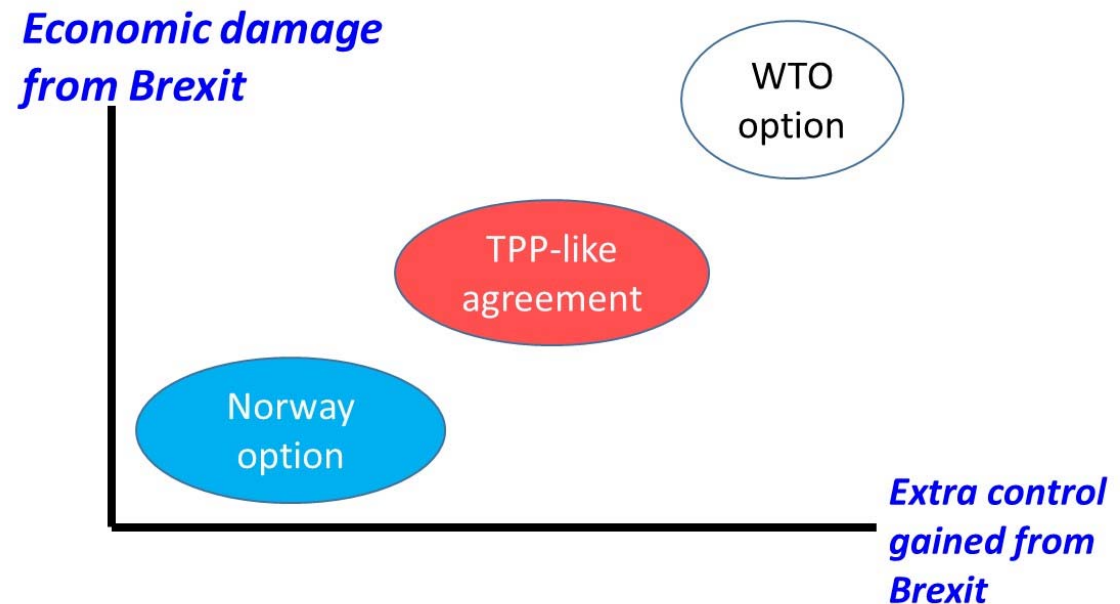 Economic damage
from Brexit
WTO
option
TPP-like
agreement
Norway
option
Extra control
gained from
Brexit